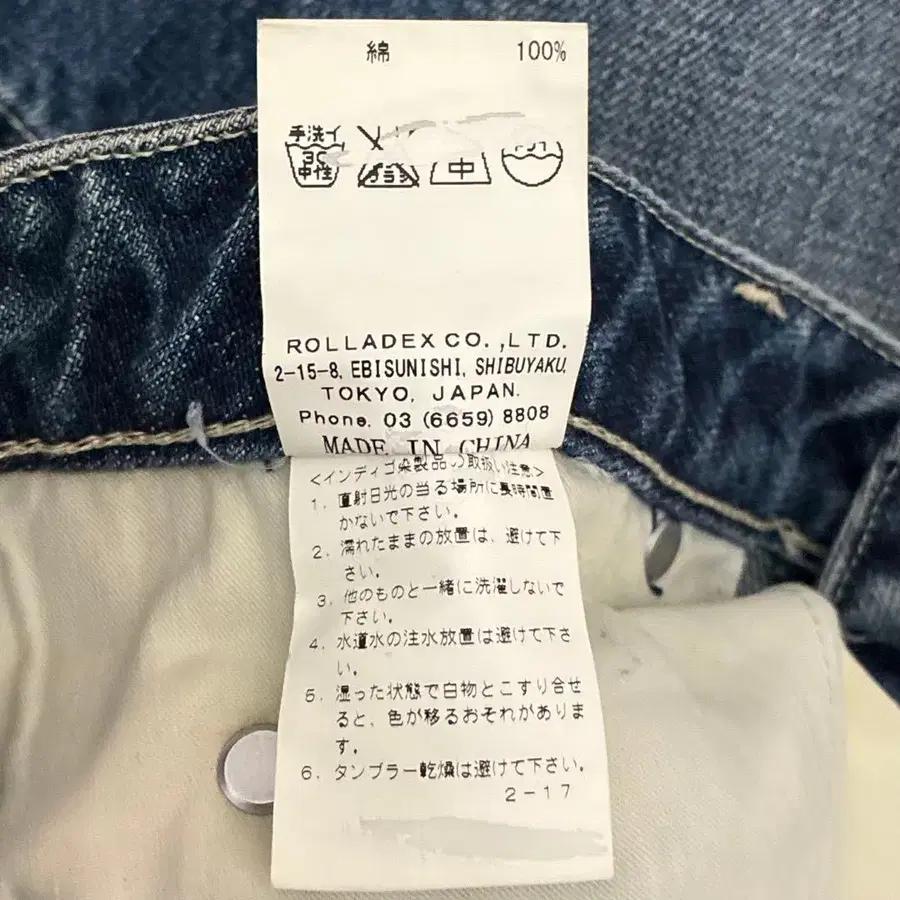 綿 100%
手洗イ
30 中 ドライ
中性
ROLLADEX CO. ,LTD.
2-15-8, EBISUNISHI, SHIBUYAKU,
TOKYO, JAPAN.
Phone. 03 (6659) 8808
MADE IN CHINA
<インディゴ染製品の取扱い注意>
1. 直射日光の当る場所に長時間置
かないで下さい。
2. 濡れたままの放置は、避けて下
さい。
3. 他のものと一緒に洗濯しないで
下さい。
4. 水道水の注水放置は避けて下さ
い。
5. 湿った状態で白物とこすり合せ
ると、色が移るおそれがありま
す。
6. タンブラー乾燥は避けて下さい。
2-17